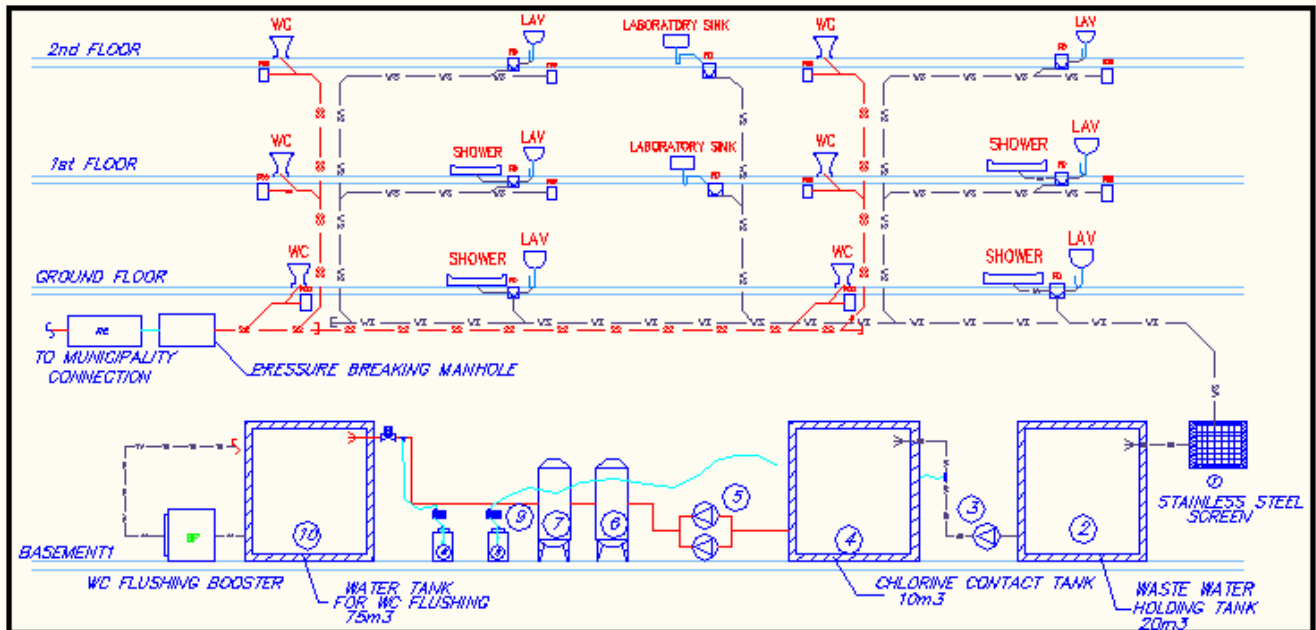 WC
LAV
LABORATORY SINK
WC
LAV
2nd FLOOR
WC
LAV
WC
LAV
SHOWER
LABORATORY SINK
SHOWER
1st FLOOR
WC
LAV
WC
LAV
SHOWER
SHOWER
GROUND FLOOR
TO MUNICIPALITY
CONNECTION
PRESSURE BREAKING MANHOLE
1
STAINLESS STEEL
SCREEN
5
3
9
7
6
4
2
10
BASEMENT1
WC FLUSHING BOOSTER
WATER TANK
FOR WC FLUSHING
75m3
CHLORINE CONTACT TANK
10m3
WASTE WATER
HOLDING TANK
20m3